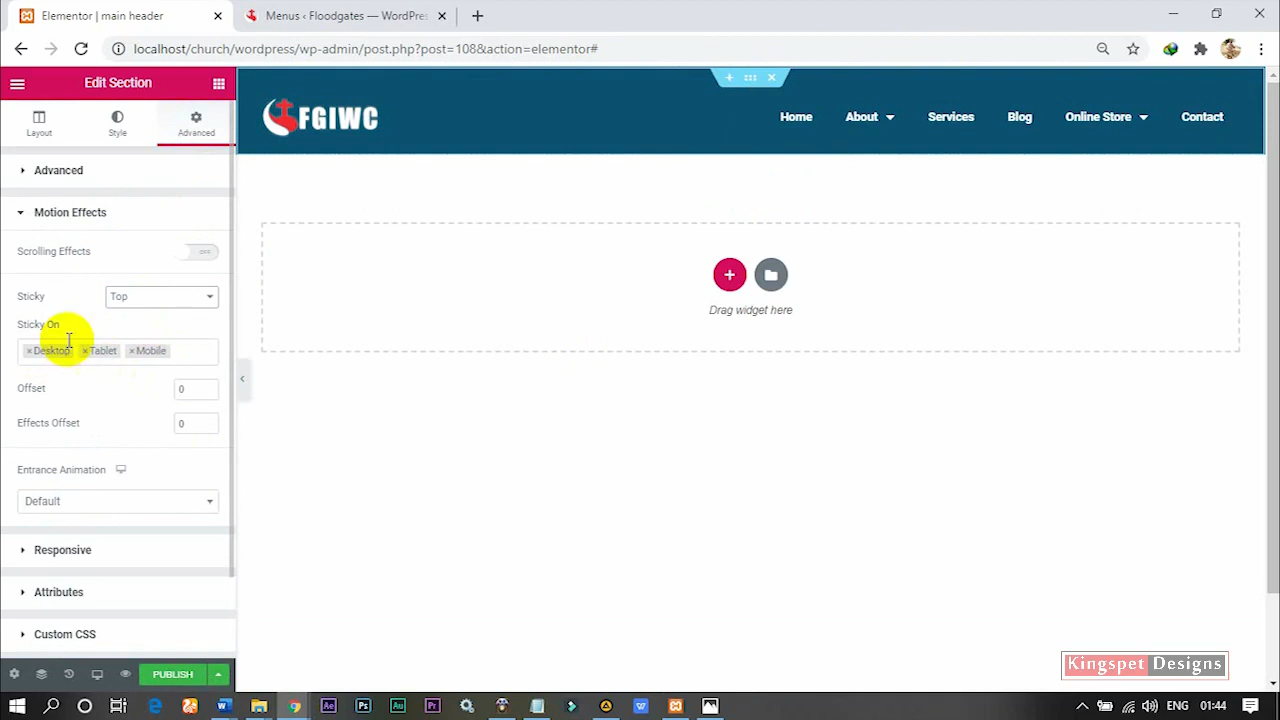 Elementor | main header
Menus ‹ Floodgates — WordPres
localhost/church/wordpress/wp-admin/post.php?post=108&action=elementor#
Edit Section
Layout
Style
Advanced
Advanced
Motion Effects
Scrolling Effects
OFF
Sticky
Top
Sticky On
×Desktop ×Tablet ×Mobile
Offset
0
Effects Offset
0
Entrance Animation
Default
Responsive
Attributes
Custom CSS
PUBLISH
FGIWC
Home
About
Services
Blog
Online Store
Contact
Drag widget here
Kingspet Designs
ENG
01:44